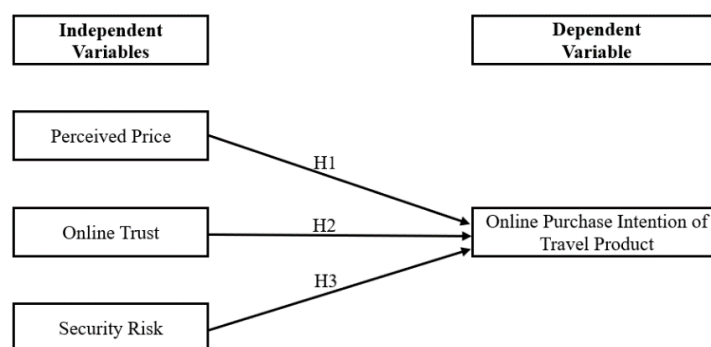 Independent
Variables
Dependent
Variable
Perceived Price
H1
Online Trust
H2
Online Purchase Intention of
Travel Product
H3
Security Risk